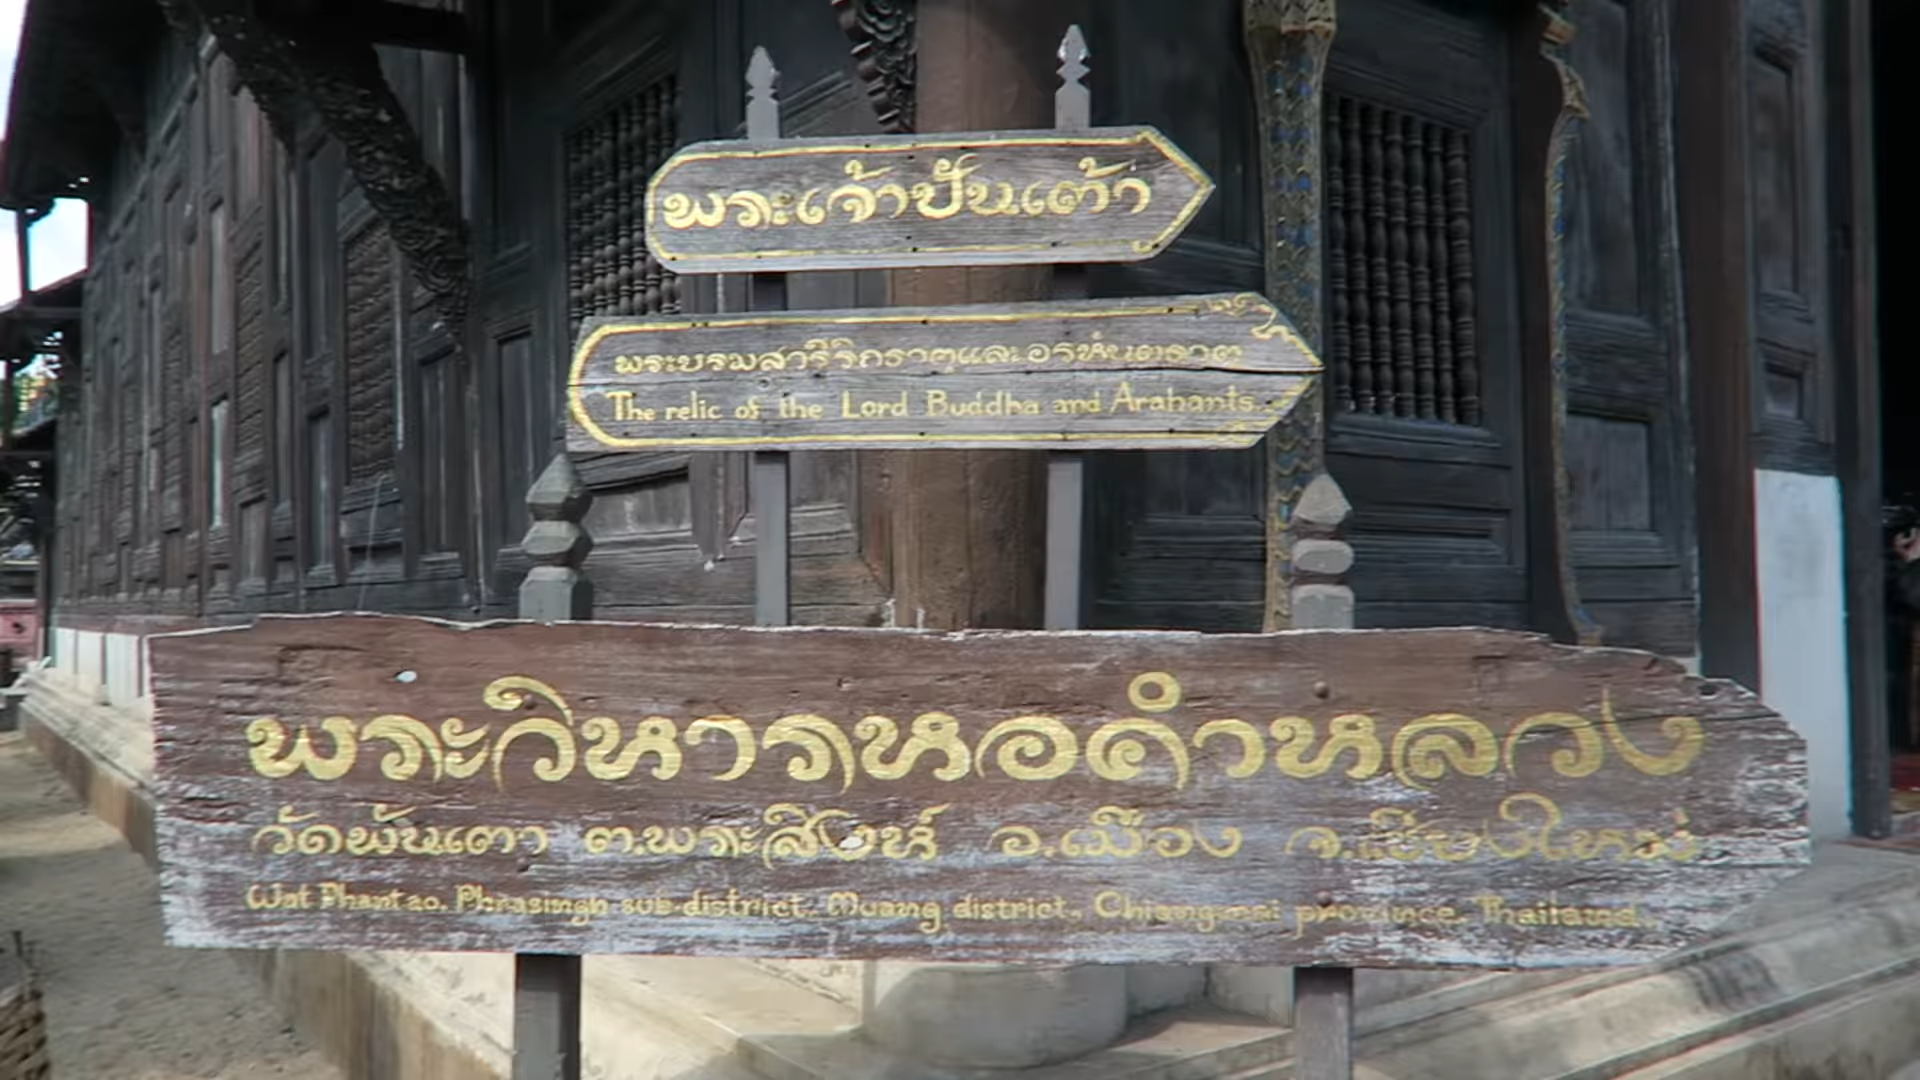 พระเจ้าปันเต้า
พระบรมสารีริกธาตุและอรหันตธาตุ
The relic of the Lord Buddha and Arahants.
พระวิหารหอคำหลวง
วัดพันเตา ต.พระสิงห์ อ.เมือง จ.เชียงใหม่
Wat Phantao. Phrasingh sub-district. Muang district, Chiangmai province. Thailand.